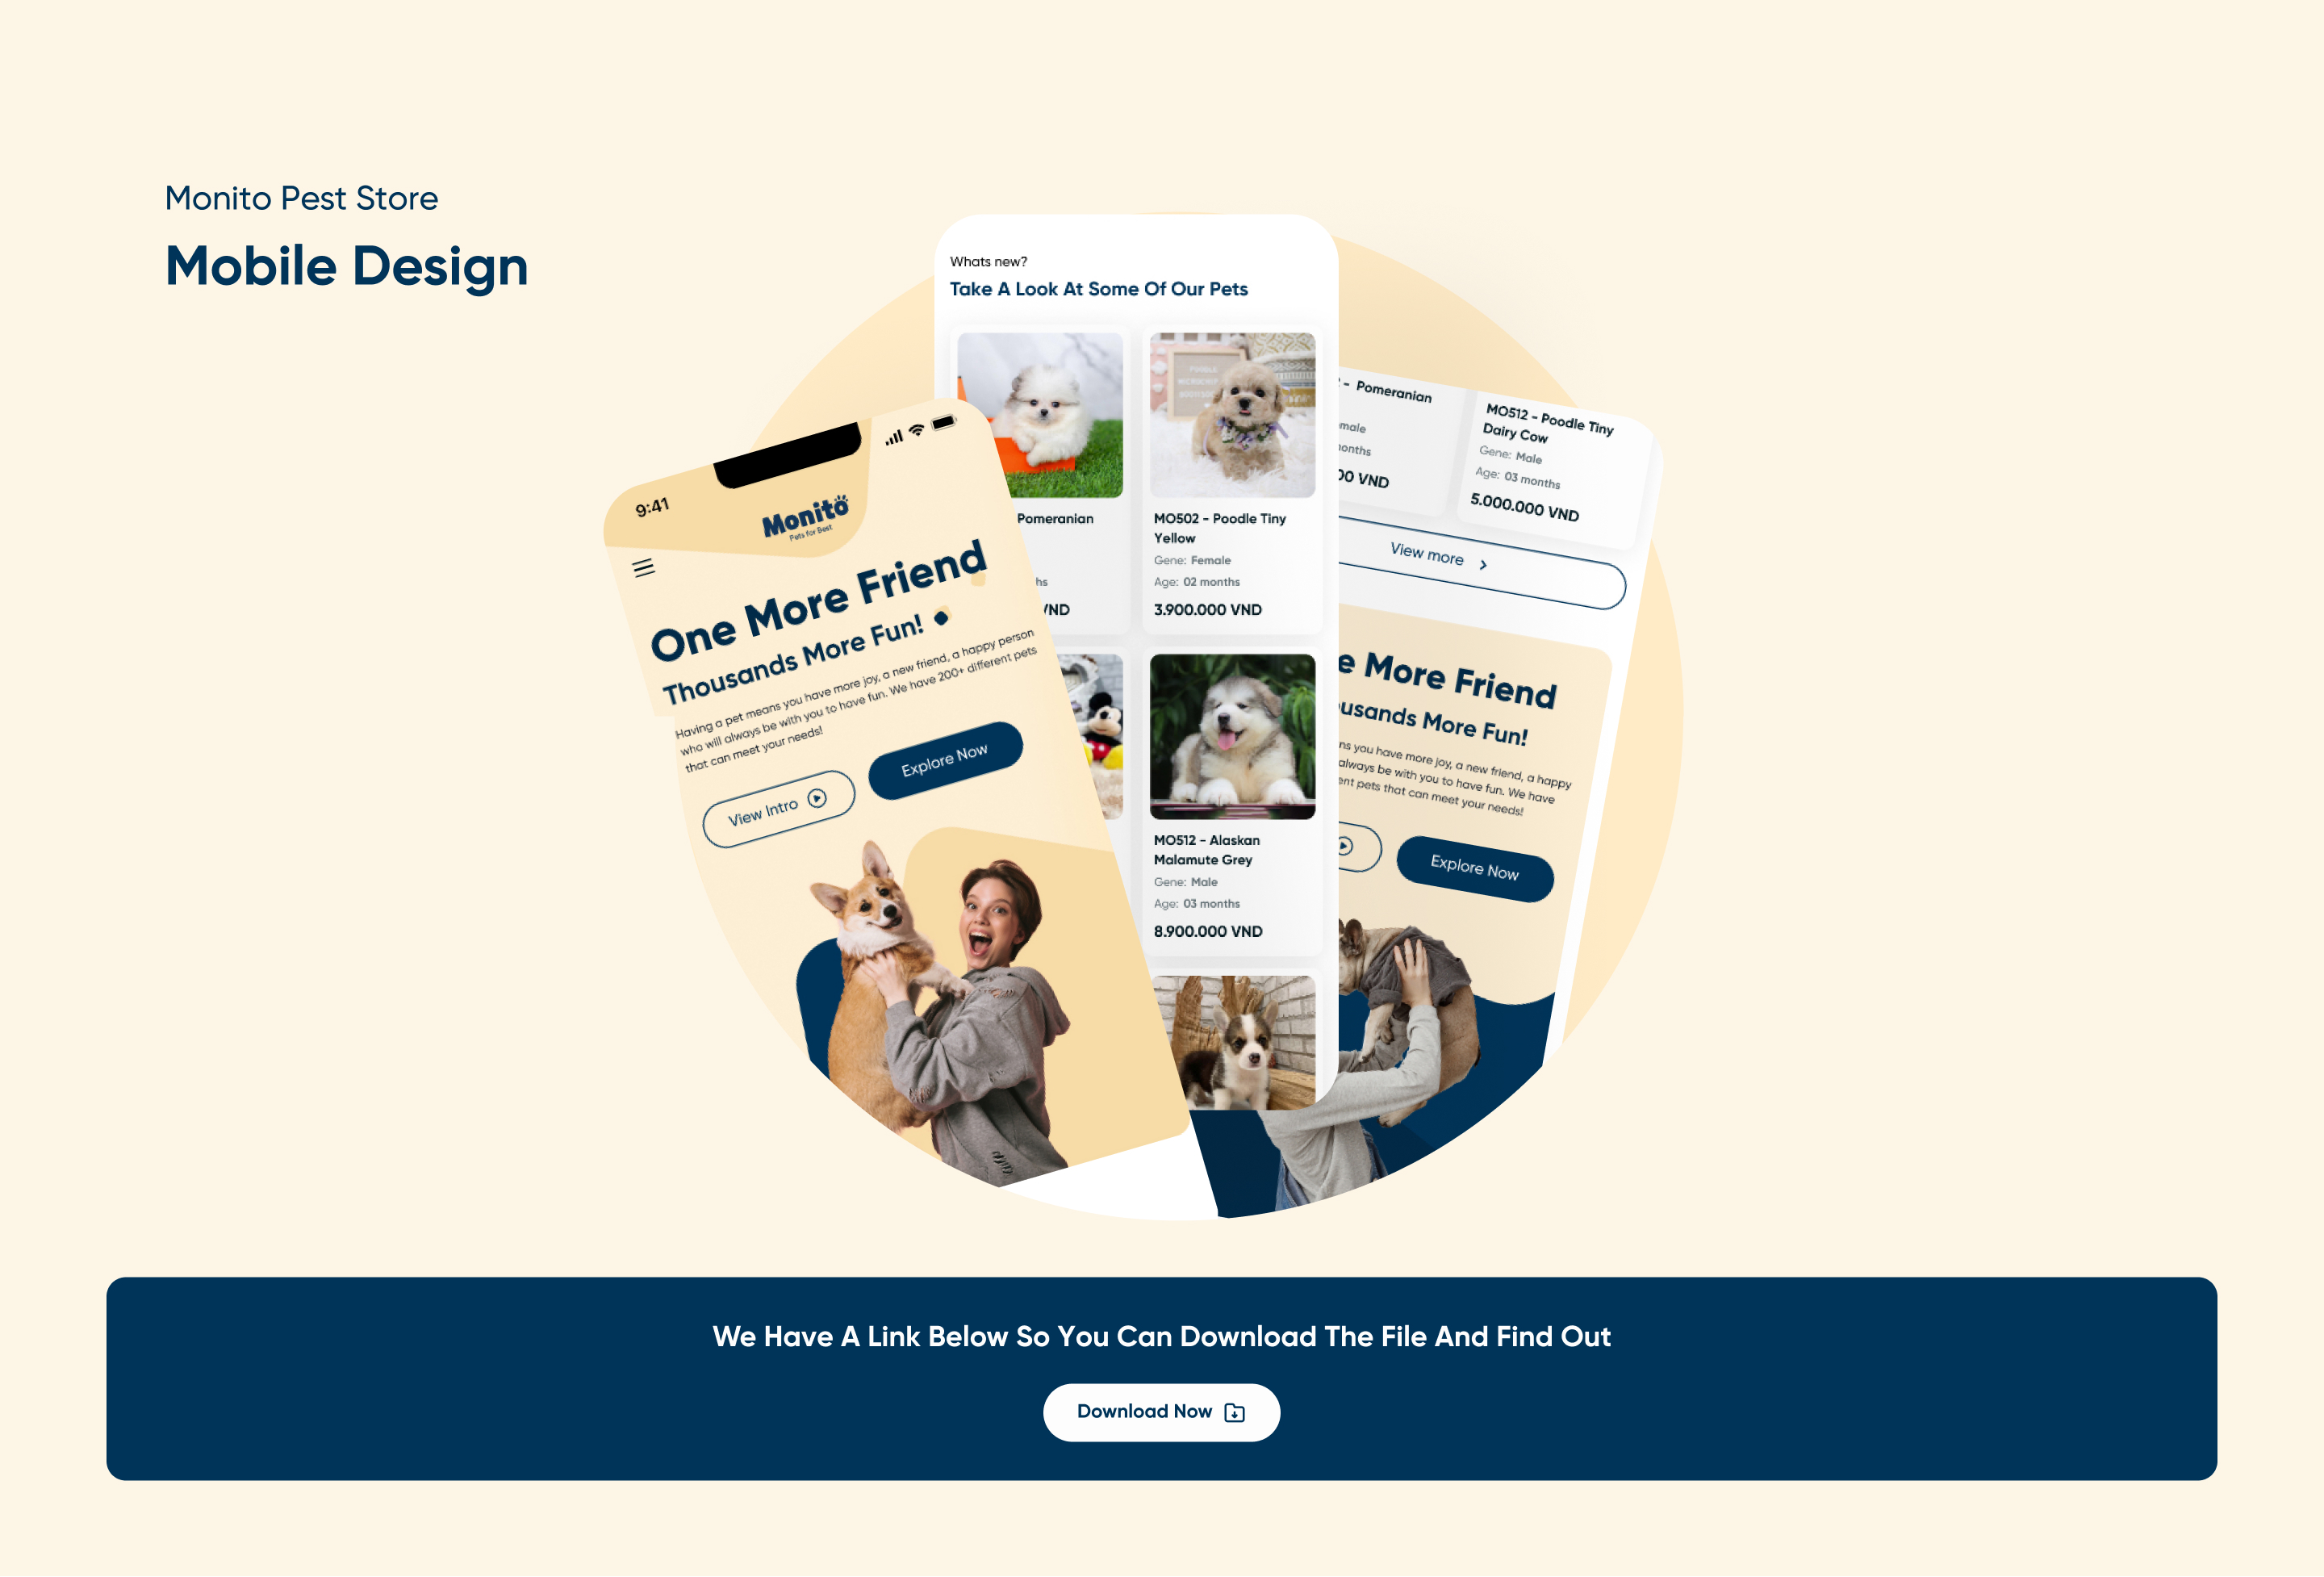 Monito Pest Store
Mobile Design
9:41
Monito
Pets for Best
One More Friend
Thousands More Fun!
Having a pet means you have more joy, a new friend, a happy person
who will always be with you to have fun. We have 200+ different pets
that can meet your needs!
View Intro
Explore Now
Whats new?
Take A Look At Some Of Our Pets
Pomeranian
hs
VND
MO502 - Poodle Tiny
Yellow
Gene: Female
Age: 02 months
3.900.000 VND
MO512 - Alaskan
Malamute Grey
Gene: Male
Age: 03 months
8.900.000 VND
- Pomeranian
male
onths
00 VND
MO512 - Poodle Tiny
Dairy Cow
Gene: Male
Age: 03 months
5.000.000 VND
View more
e More Friend
usands More Fun!
ns you have more joy, a new friend, a happy
always be with you to have fun. We have
ent pets that can meet your needs!
Explore Now
We Have A Link Below So You Can Download The File And Find Out
Download Now